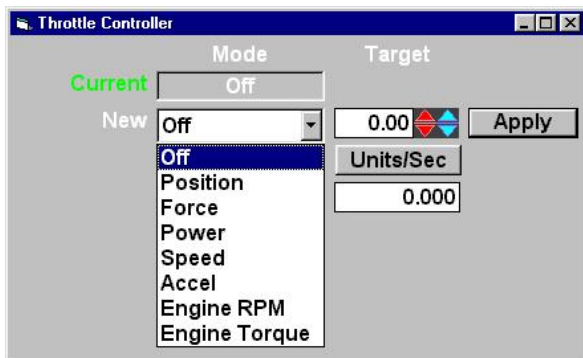 Throttle Controller
Mode Target
Current Off
New Off 0.00 Apply
Off Units/Sec
Position 0.000
Force
Power
Speed
Accel
Engine RPM
Engine Torque